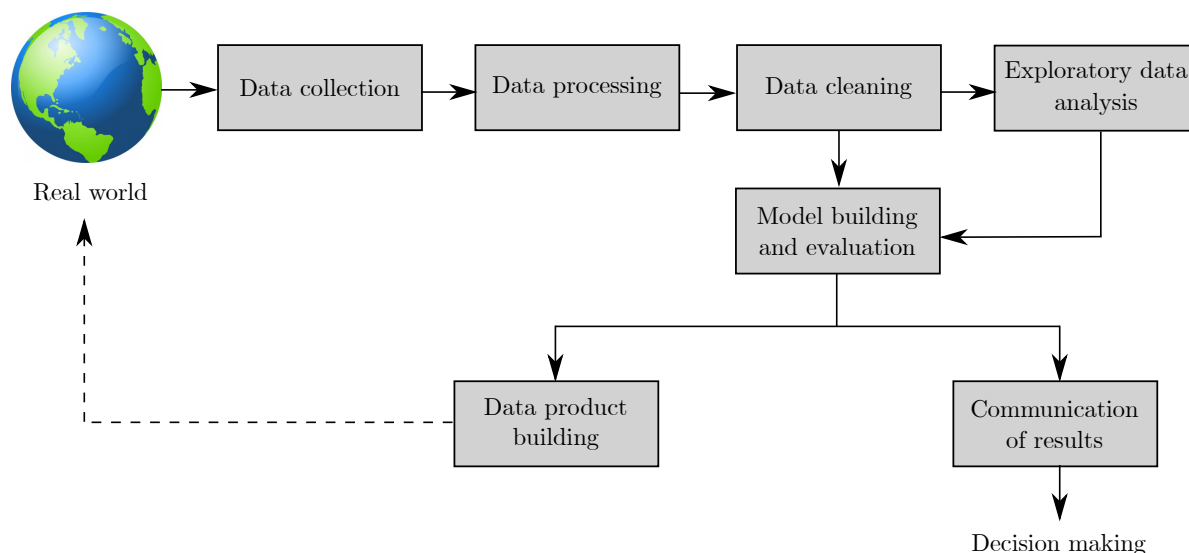 Data collection
Data processing
Data cleaning
Exploratory data
analysis
Real world
Model building
and evaluation
Data product
building
Communication
of results
Decision making